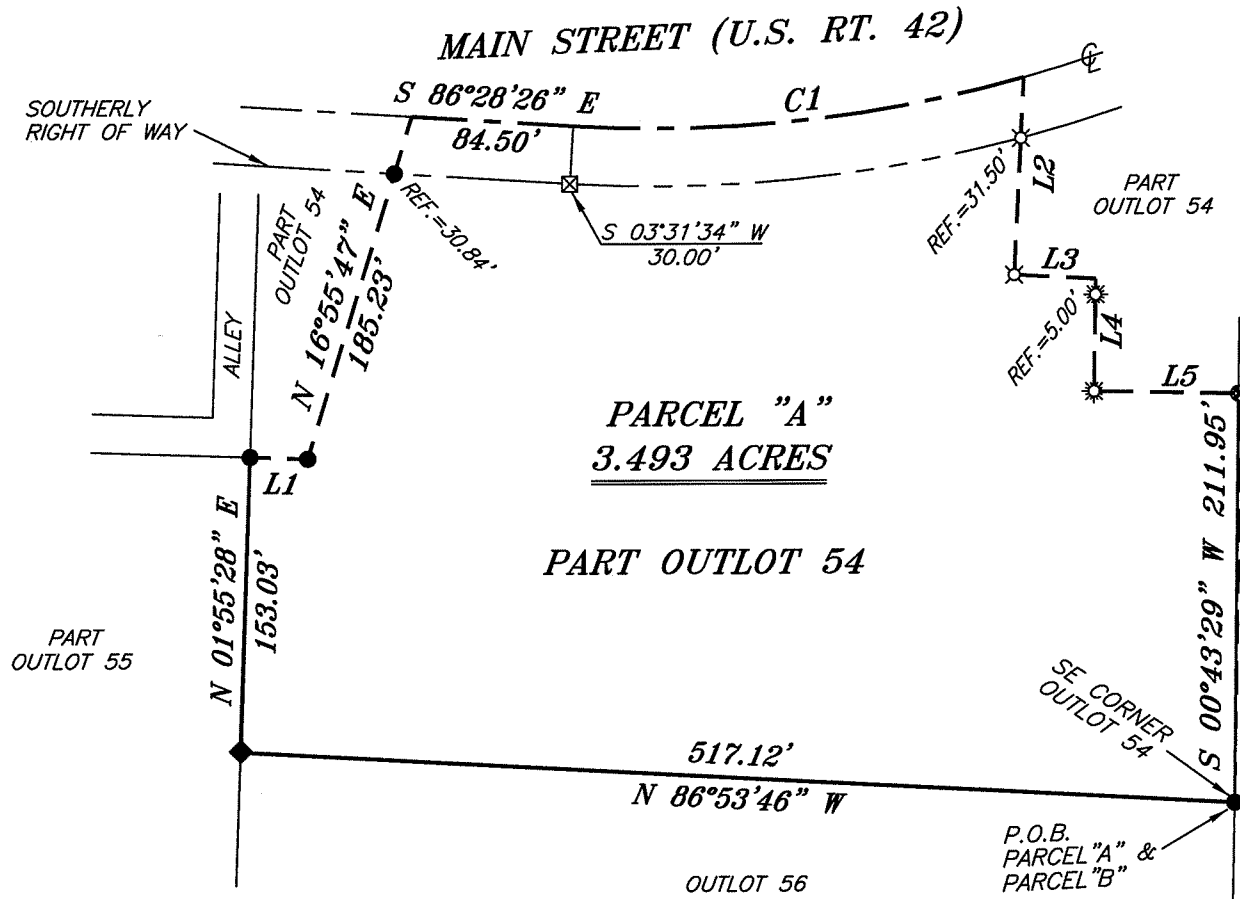 MAIN STREET (U.S. RT. 42)
℄
SOUTHERLY
RIGHT OF WAY
S 86°28'26" E
84.50'
C1
REF.=30.84'
S 03°31'34" W
30.00'
REF.=31.50'
L2
PART
OUTLOT 54
PART
OUTLOT 54
N 16°55'47" E
185.23'
ALLEY
L3
REF.=5.00'
L4
L5
L1
PARCEL "A"
3.493 ACRES
PART OUTLOT 54
N 01°55'28" E
153.03'
PART
OUTLOT 55
S 00°43'29" W 211.95'
SE CORNER
OUTLOT 54
517.12'
N 86°53'46" W
P.O.B.
PARCEL "A" &
PARCEL "B"
OUTLOT 56